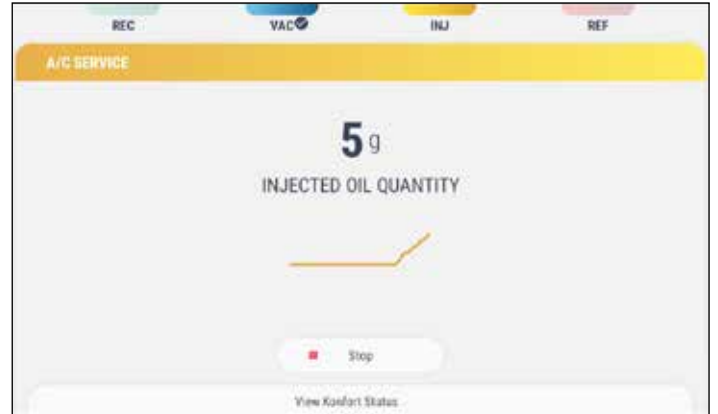 REC VAC INJ REF
A/C SERVICE
5 g
INJECTED OIL QUANTITY
Stop
View Konfort Status